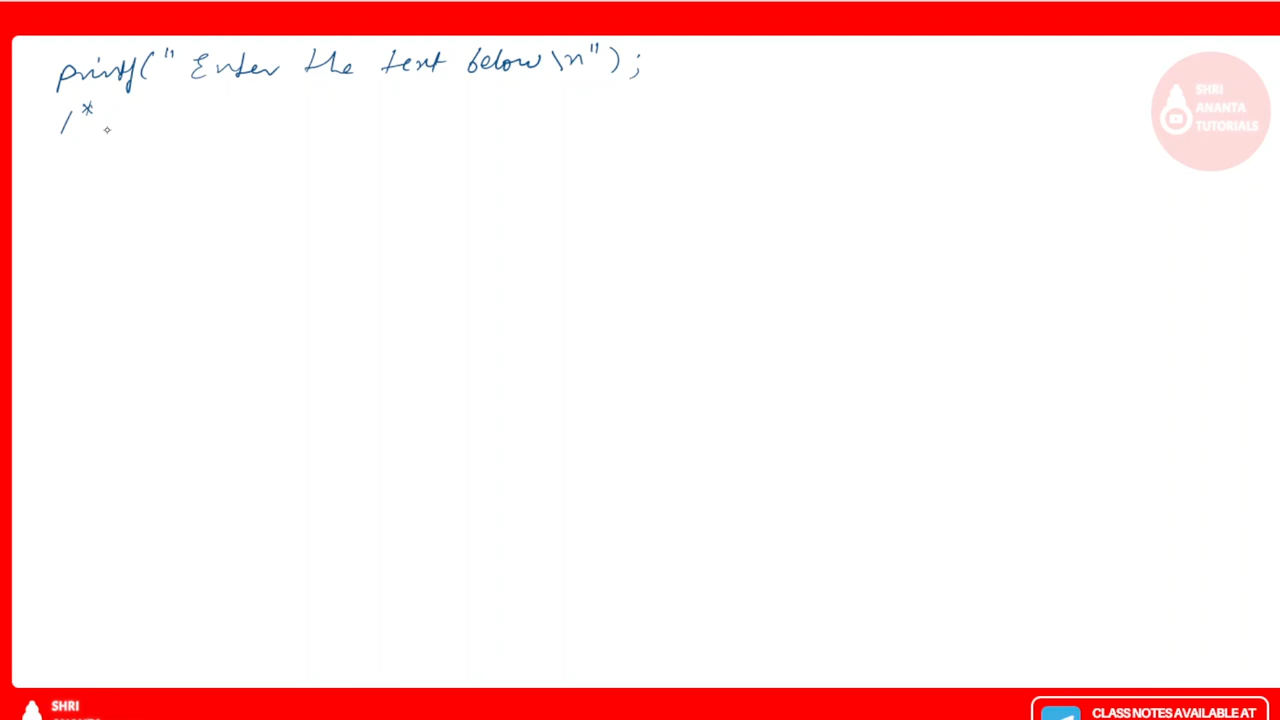 printf(" Enter the text below \n");
/*
SHRI
ANANTA
TUTORIALS
SHRI
CLASS NOTES AVAILABLE AT